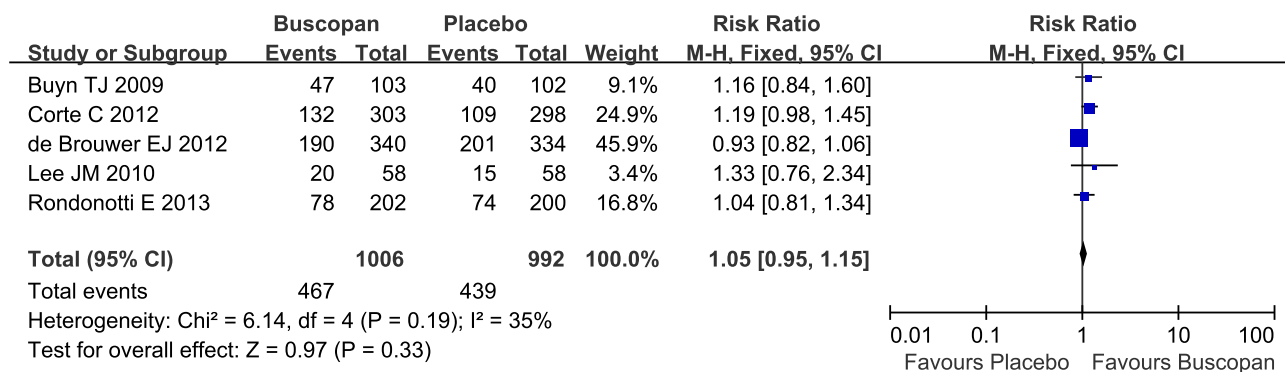 Buscopan Placebo Risk Ratio Risk Ratio
Study or Subgroup Events Total Events Total Weight M-H, Fixed, 95% CI M-H, Fixed, 95% CI
Buyn TJ 2009 47 103 40 102 9.1% 1.16 [0.84, 1.60]
Corte C 2012 132 303 109 298 24.9% 1.19 [0.98, 1.45]
de Brouwer EJ 2012 190 340 201 334 45.9% 0.93 [0.82, 1.06]
Lee JM 2010 20 58 15 58 3.4% 1.33 [0.76, 2.34]
Rondonotti E 2013 78 202 74 200 16.8% 1.04 [0.81, 1.34]
Total (95% CI) 1006 992 100.0% 1.05 [0.95, 1.15]
Total events 467 439
Heterogeneity: Chi² = 6.14, df = 4 (P = 0.19); I² = 35%
Test for overall effect: Z = 0.97 (P = 0.33)
0.01 0.1 1 10 100
Favours Placebo Favours Buscopan